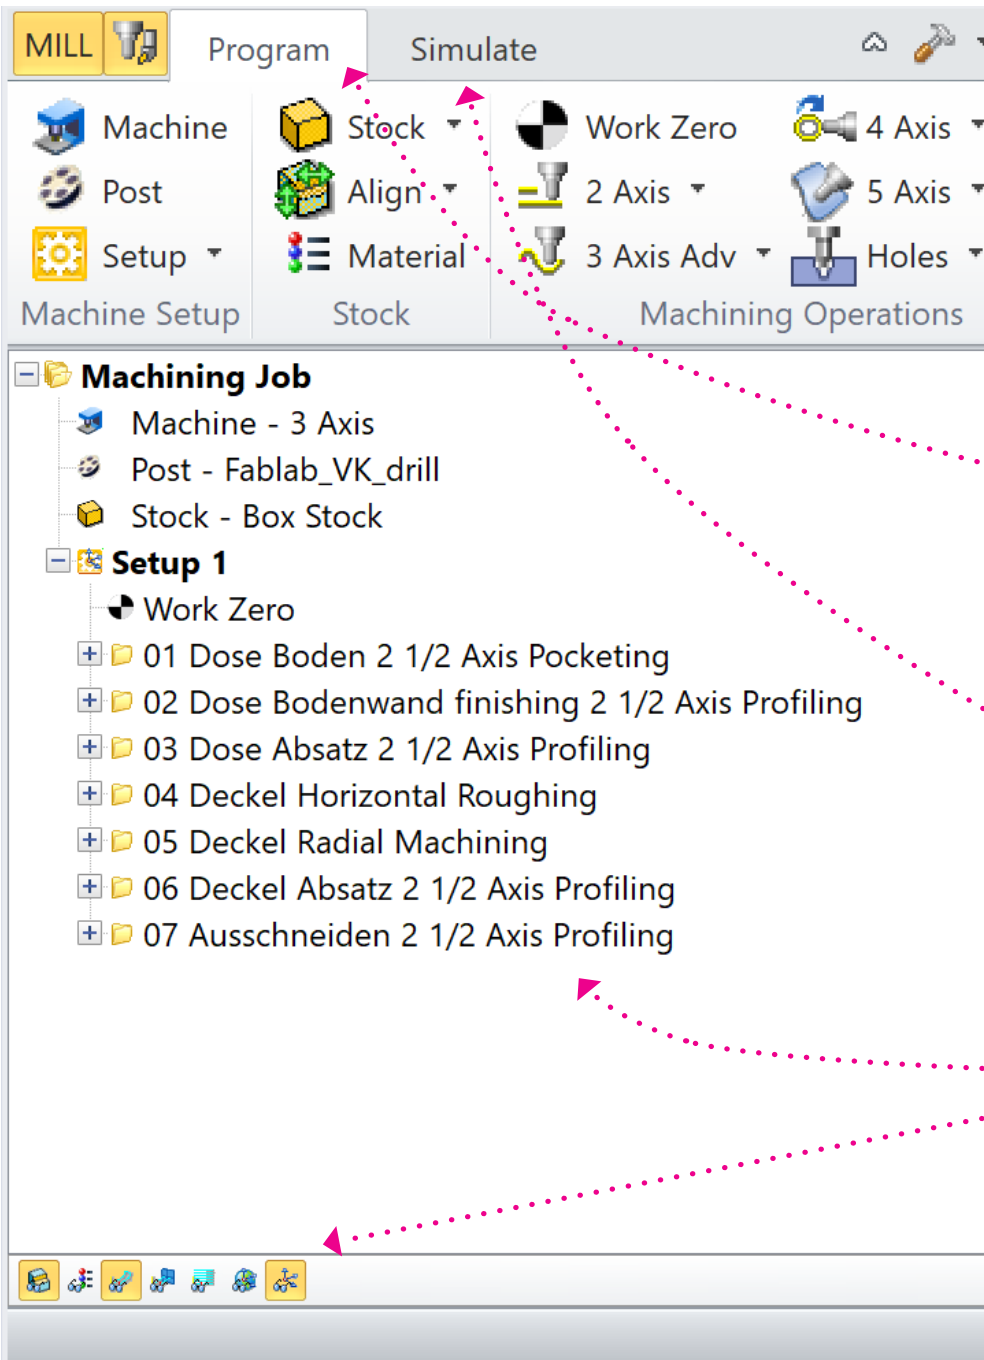 MILL Program Simulate
Machine Stock Work Zero 4 Axis
Post Align 2 Axis 5 Axis
Setup Material 3 Axis Adv Holes
Machine Setup Stock Machining Operations
Machining Job
Machine - 3 Axis
Post - Fablab_VK_drill
Stock - Box Stock
Setup 1
Work Zero
01 Dose Boden 2 1/2 Axis Pocketing
02 Dose Bodenwand finishing 2 1/2 Axis Profiling
03 Dose Absatz 2 1/2 Axis Profiling
04 Deckel Horizontal Roughing
05 Deckel Radial Machining
06 Deckel Absatz 2 1/2 Axis Profiling
07 Ausschneiden 2 1/2 Axis Profiling